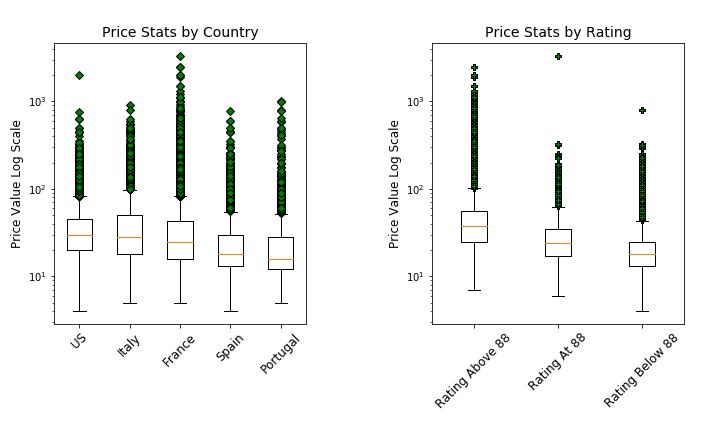 Price Stats by Country
Price Value Log Scale
10³
10²
10¹
US
Italy
France
Spain
Portugal
Price Stats by Rating
Price Value Log Scale
10³
10²
10¹
Rating Above 88
Rating At 88
Rating Below 88